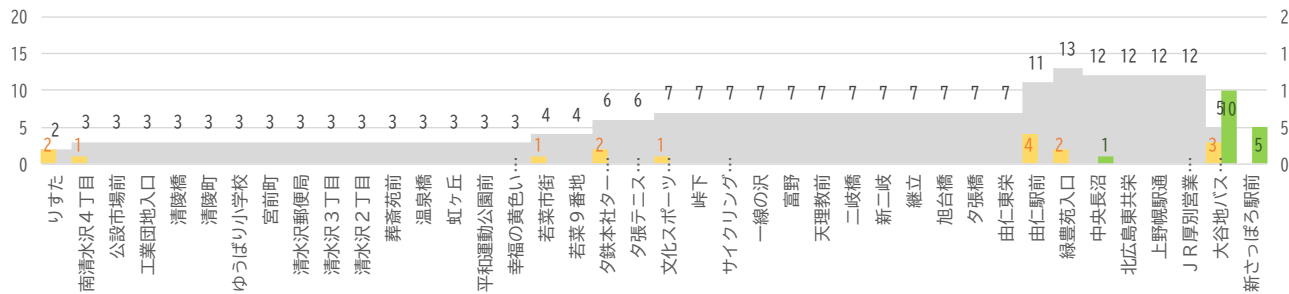 20
15
10
5
0
2
1
1
5
0
2 3 3 3 3 3 3 3 3 3 3 3 3 3 3 3 4 4 6 6 7 7 7 7 7 7 7 7 7 7 7 7 11 13 12 12 12 12 5
2 1 1 2 1 4 2 3
1 10 5
りすた
南清水沢４丁目
公設市場前
工業団地入口
清陵橋
清陵町
ゆうばり小学校
宮前町
清水沢郵便局
清水沢３丁目
清水沢２丁目
葬斎苑前
温泉橋
虹ヶ丘
平和運動公園前
幸福の黄色い…
若菜市街
若菜９番地
夕鉄本社ター…
夕張テニス…
文化スポーツ…
峠下
サイクリング…
一線の沢
富野
天理教前
二岐橋
新二岐
継立
旭台橋
夕張橋
由仁東栄
由仁駅前
緑豊苑入口
中央長沼
北広島東共栄
上野幌駅通
ＪＲ厚別営業…
大谷地バス…
新さっぽろ駅前